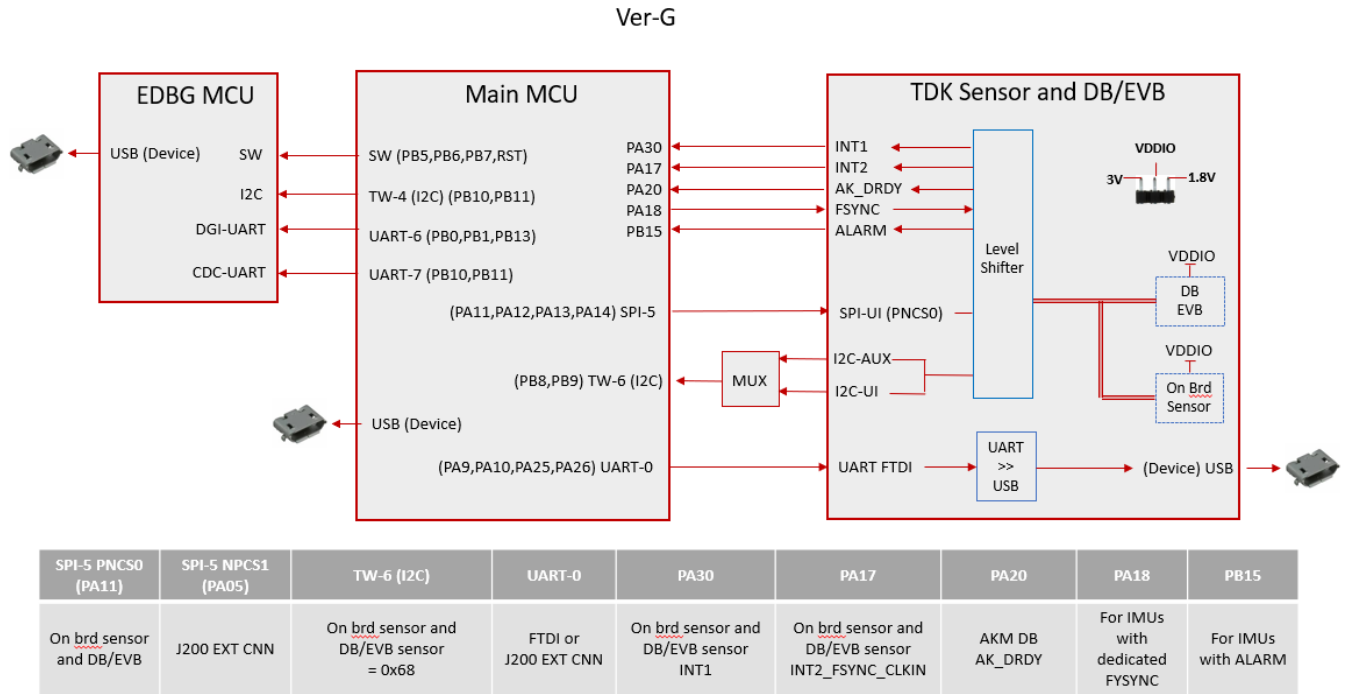 Ver-G
EDBG MCU
USB (Device)
SW
I2C
DGI-UART
CDC-UART
Main MCU
SW (PB5,PB6,PB7,RST)
TW-4 (I2C) (PB10,PB11)
UART-6 (PB0,PB1,PB13)
UART-7 (PB10,PB11)
PA30
PA17
PA20
PA18
PB15
(PA11,PA12,PA13,PA14) SPI-5
(PB8,PB9) TW-6 (I2C)
USB (Device)
(PA9,PA10,PA25,PA26) UART-0
MUX
TDK Sensor and DB/EVB
INT1
INT2
AK_DRDY
FSYNC
ALARM
SPI-UI (PNCS0)
I2C-AUX
I2C-UI
UART FTDI
Level
Shifter
UART
>>
USB
VDDIO
3V
1.8V
VDDIO
DB
EVB
VDDIO
On Brd
Sensor
(Device) USB
SPI-5 PNCS0
(PA11)
SPI-5 NPCS1
(PA05)
TW-6 (I2C)
UART-0
PA30
PA17
PA20
PA18
PB15
On brd sensor
and DB/EVB
J200 EXT CNN
On brd sensor and
DB/EVB sensor
= 0x68
FTDI or
J200 EXT CNN
On brd sensor and
DB/EVB sensor
INT1
On brd sensor and
DB/EVB sensor
INT2_FSYNC_CLKIN
AKM DB
AK_DRDY
For IMUs
with
dedicated
FYSYNC
For IMUs
with ALARM